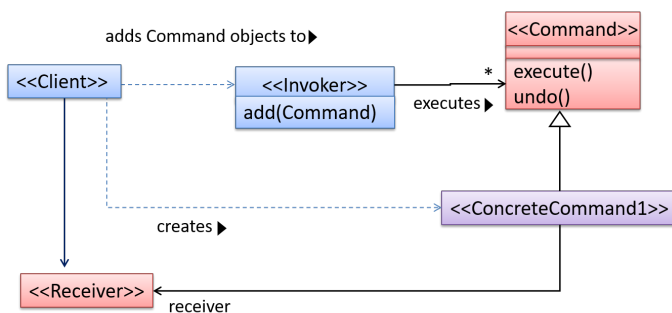 adds Command objects to▶
<<Command>>
execute()
undo()
<<Client>>
<<Invoker>>
add(Command)
*
executes▶
<<ConcreteCommand1>>
creates ▶
<<Receiver>>
receiver